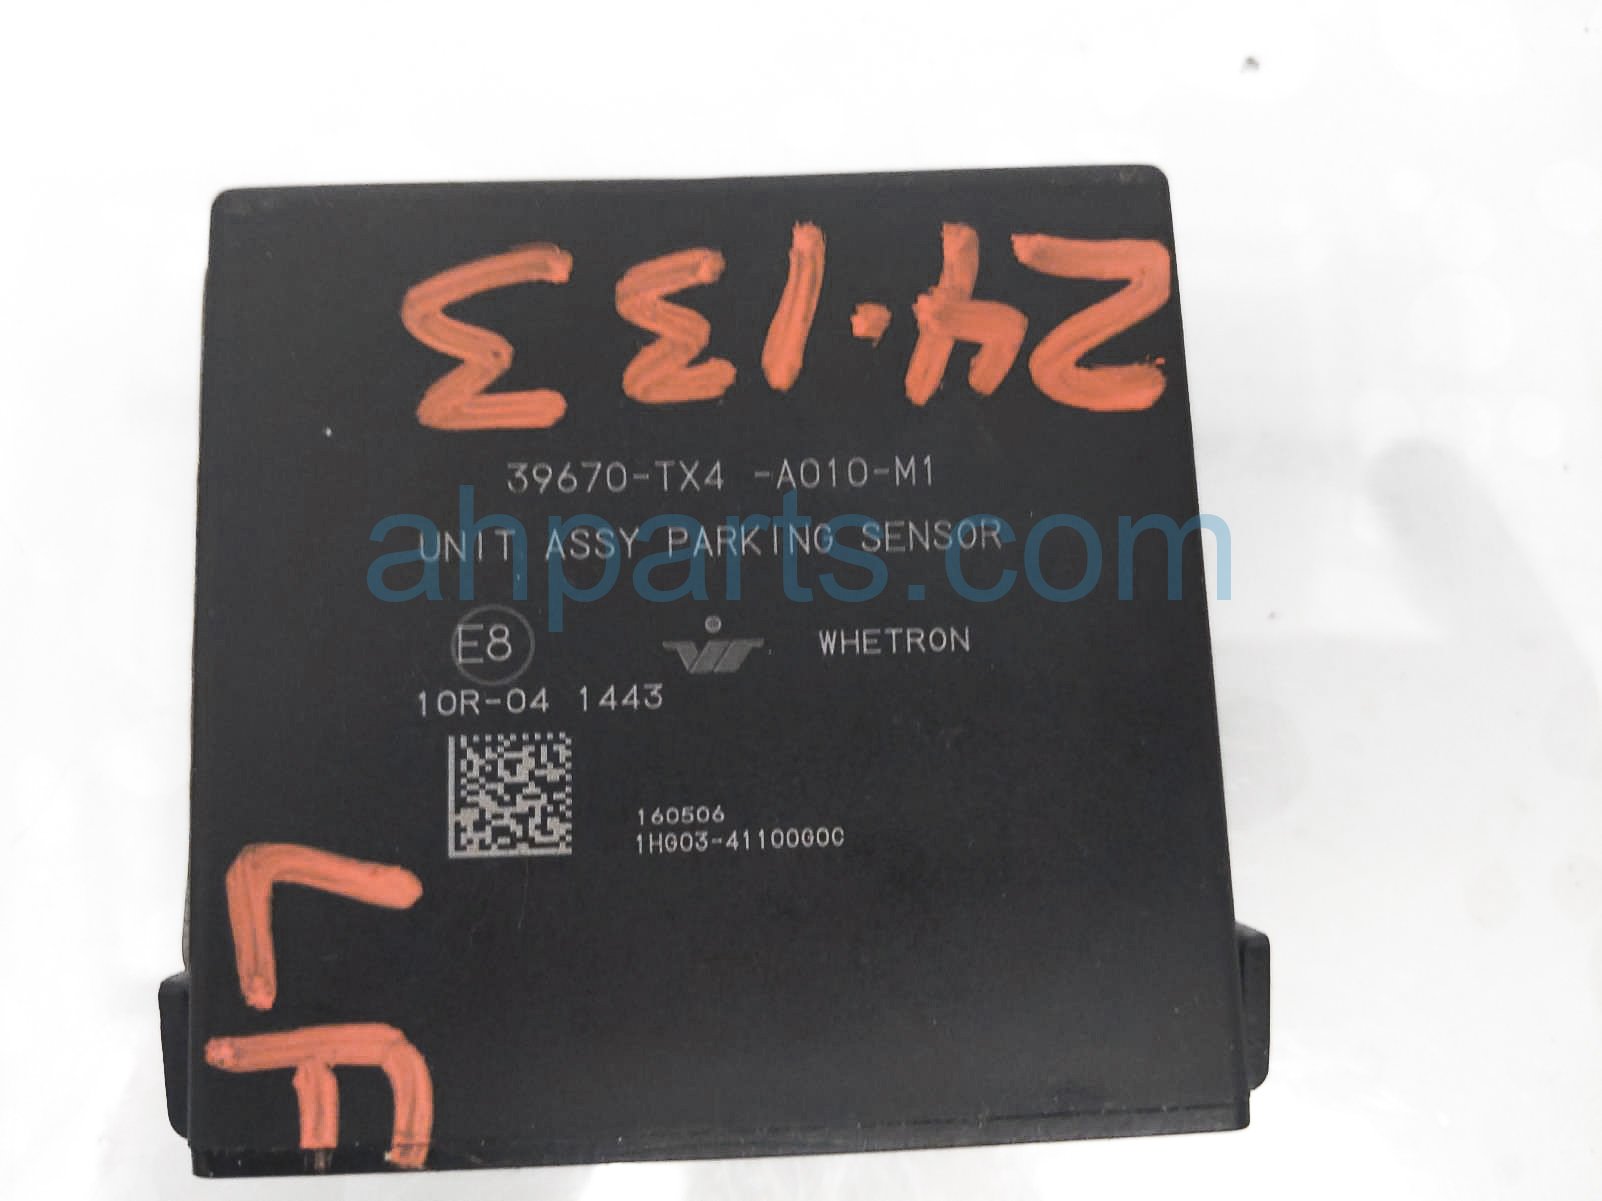 24.133
39670-TX4 -A010-M1
UNIT ASSY PARKING SENSOR
ahparts.com
E8
WHETRON
10R-04 1443
160506
1HG03-41100G0C
LF